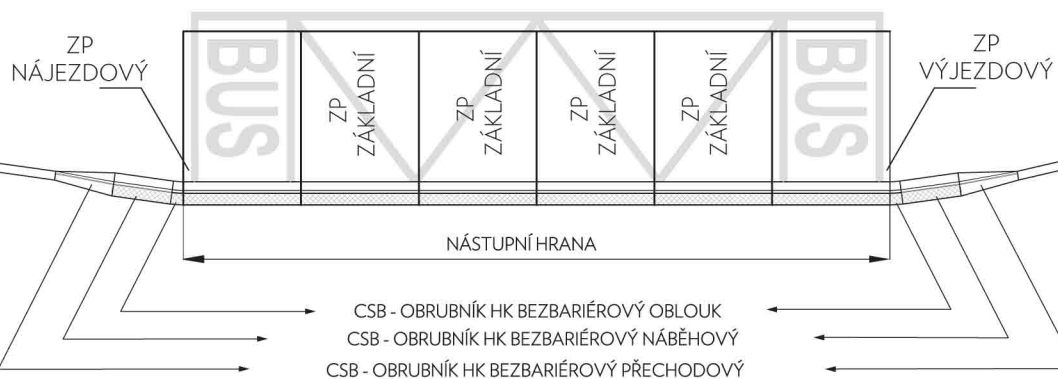 ZP
NÁJEZDOVÝ
BUS
ZP
ZÁKLADNÍ
ZP
ZÁKLADNÍ
ZP
ZÁKLADNÍ
ZP
ZÁKLADNÍ
BUS
ZP
VÝJEZDOVÝ
NÁSTUPNÍ HRANA
CSB - OBRUBNÍK HK BEZBARIÉROVÝ OBLOUK
CSB - OBRUBNÍK HK BEZBARIÉROVÝ NÁBĚHOVÝ
CSB - OBRUBNÍK HK BEZBARIÉROVÝ PŘECHODOVÝ